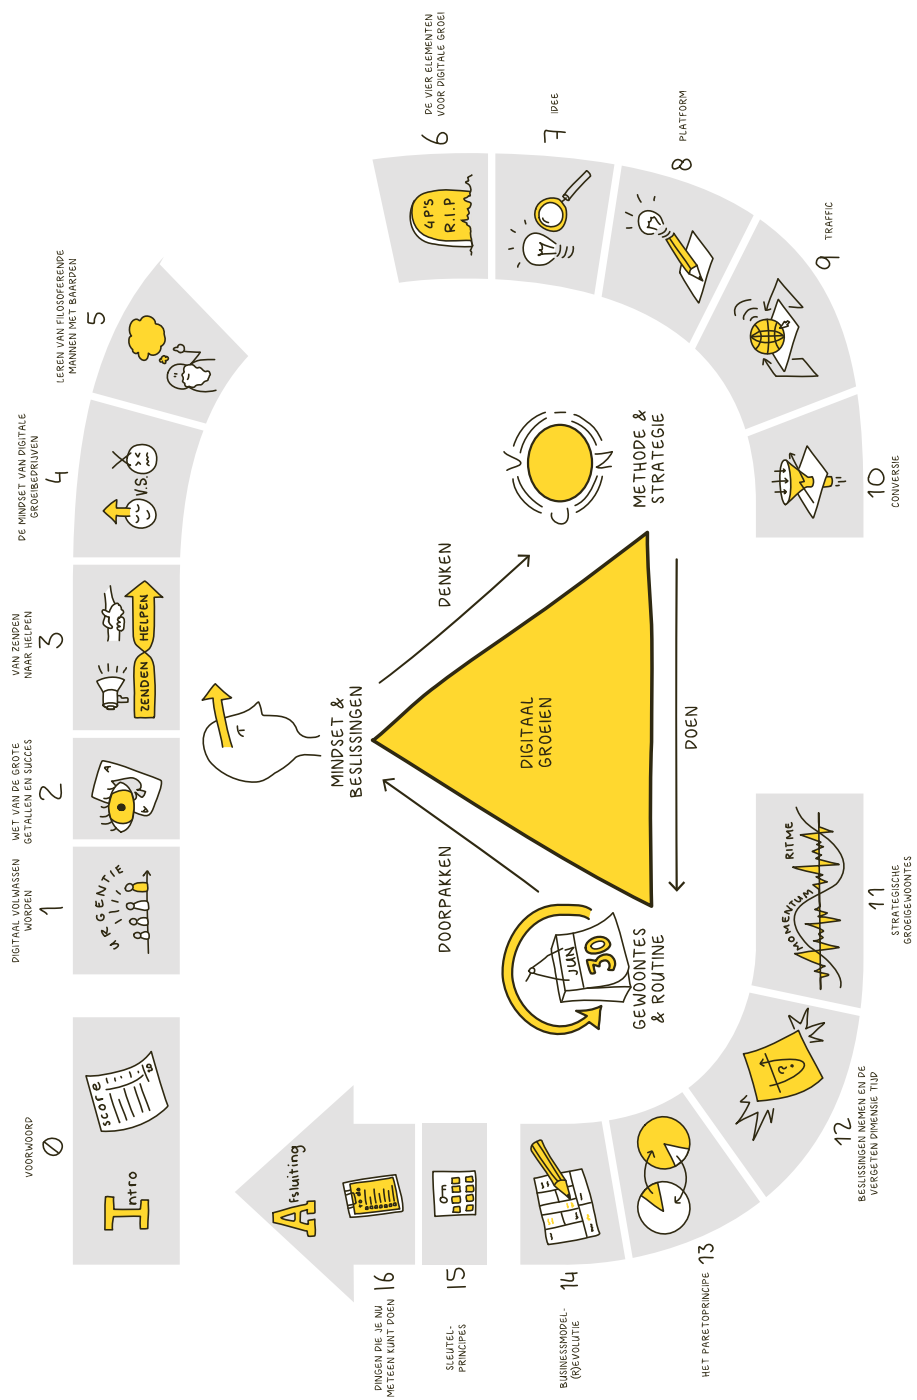 VOORWOORD
0
Intro
score
DIGITAAL VOLWASSEN
WORDEN
1
URGENTIE
WET VAN DE GROTE
GETALLEN EN SUCCES
2
A
A
VAN ZENDEN
NAAR HELPEN
3
ZENDEN
HELPEN
DE MINDSET VAN DIGITALE
GROEIBEDRIJVEN
4
V.S.
LEREN VAN FILOSOFERENDE
MANNEN MET BAARDEN
5
DE VIER ELEMENTEN
VOOR DIGITALE GROEI
6
4P'S
R.I.P
7
IDEE
8
PLATFORM
9
TRAFFIC
10
CONVERSIE
MINDSET &
BESLISSINGEN
DENKEN
V
N
C
METHODE &
STRATEGIE
DIGITAAL
GROEIEN
DOEN
DOORPAKKEN
JUN
30
GEWOONTES
& ROUTINE
MOMENTUM
RITME
11
STRATEGISCHE
GROEIGEWOONTES
?
12
BESLISSINGEN NEMEN EN DE
VERGETEN DIMENSIE TIJD
HET PARETOPRINCIPE 13
14
BUSINESSMODEL-
(R)EVOLUTIE
15
SLEUTEL-
PRINCIPES
16
DINGEN DIE JE NU
METEEN KUNT DOEN
Afsluiting